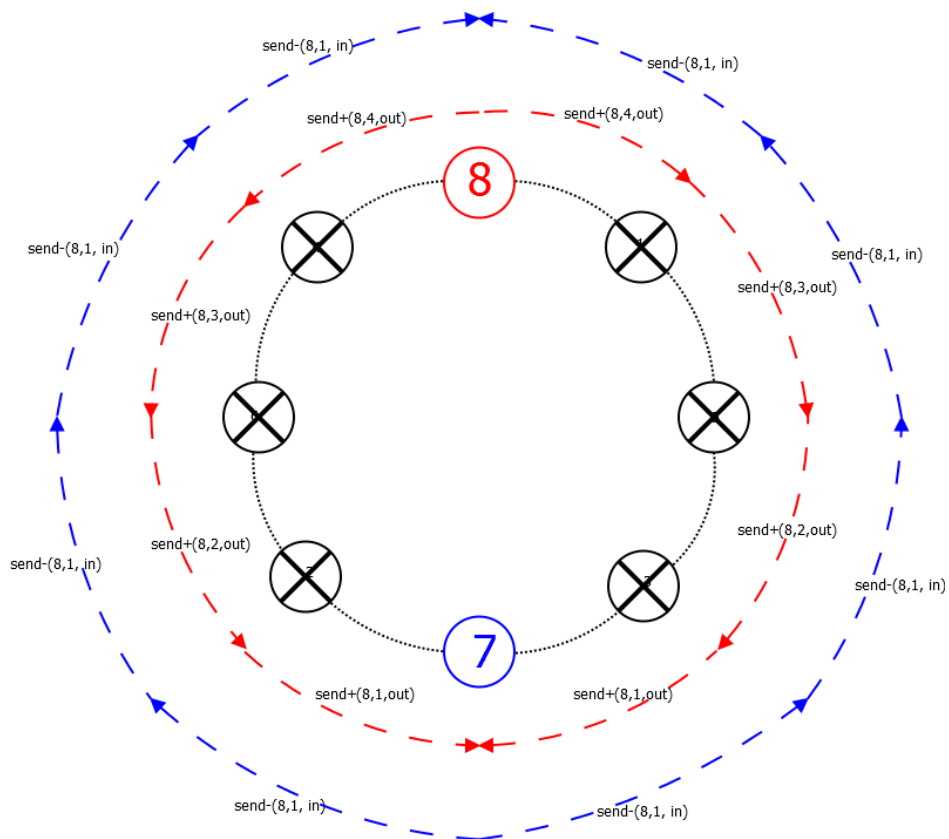 send-(8,1, in)
send-(8,1, in)
send+(8,4,out)
send+(8,4,out)
8
send-(8,1, in)
send-(8,1, in)
send+(8,3,out)
send+(8,3,out)
send+(8,2,out)
send+(8,2,out)
send-(8,1, in)
2
3
send-(8,1, in)
7
send+(8,1,out)
send+(8,1,out)
send-(8,1, in)
send-(8,1, in)